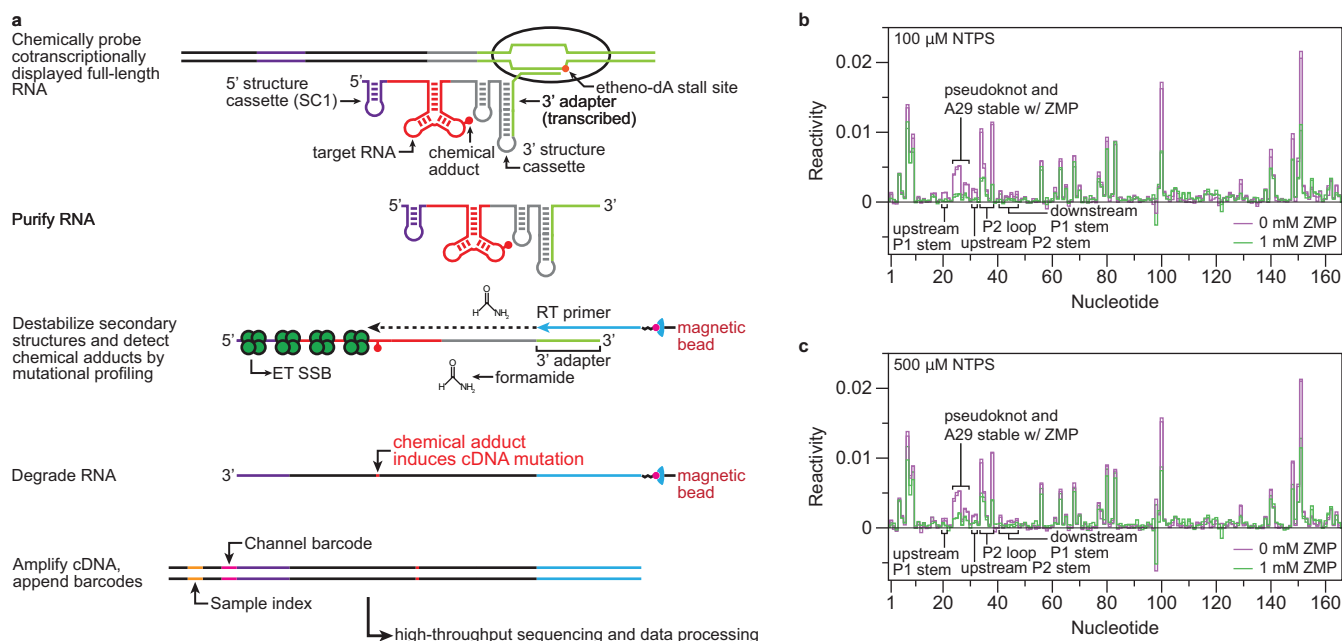 a
Chemically probe
cotranscriptionally
displayed full-length
RNA
5' structure
cassette (SC1)
5'
etheno-dA stall site
3' adapter
(transcribed)
target RNA
chemical
adduct
3' structure
cassette
Purify RNA
5'
3'
Destabilize secondary
structures and detect
chemical adducts by
mutational profiling
O
H
NH2
RT primer
magnetic
bead
5'
3'
3' adapter
ET SSB
O
H
NH2
formamide
chemical adduct
induces cDNA mutation
Degrade RNA
3'
magnetic
bead
Amplify cDNA,
append barcodes
Channel barcode
Sample index
high-throughput sequencing and data processing
b
100 µM NTPS
0.02
0.01
0
Reactivity
pseudoknot and
A29 stable w/ ZMP
upstream
P1 stem
P2 loop
upstream P2 stem
downstream
P1 stem
0 mM ZMP
1 mM ZMP
1 20 40 60 80 100 120 140 160
Nucleotide
c
500 µM NTPS
0.02
0.01
0
Reactivity
pseudoknot and
A29 stable w/ ZMP
upstream
P1 stem
P2 loop
upstream P2 stem
downstream
P1 stem
0 mM ZMP
1 mM ZMP
1 20 40 60 80 100 120 140 160
Nucleotide